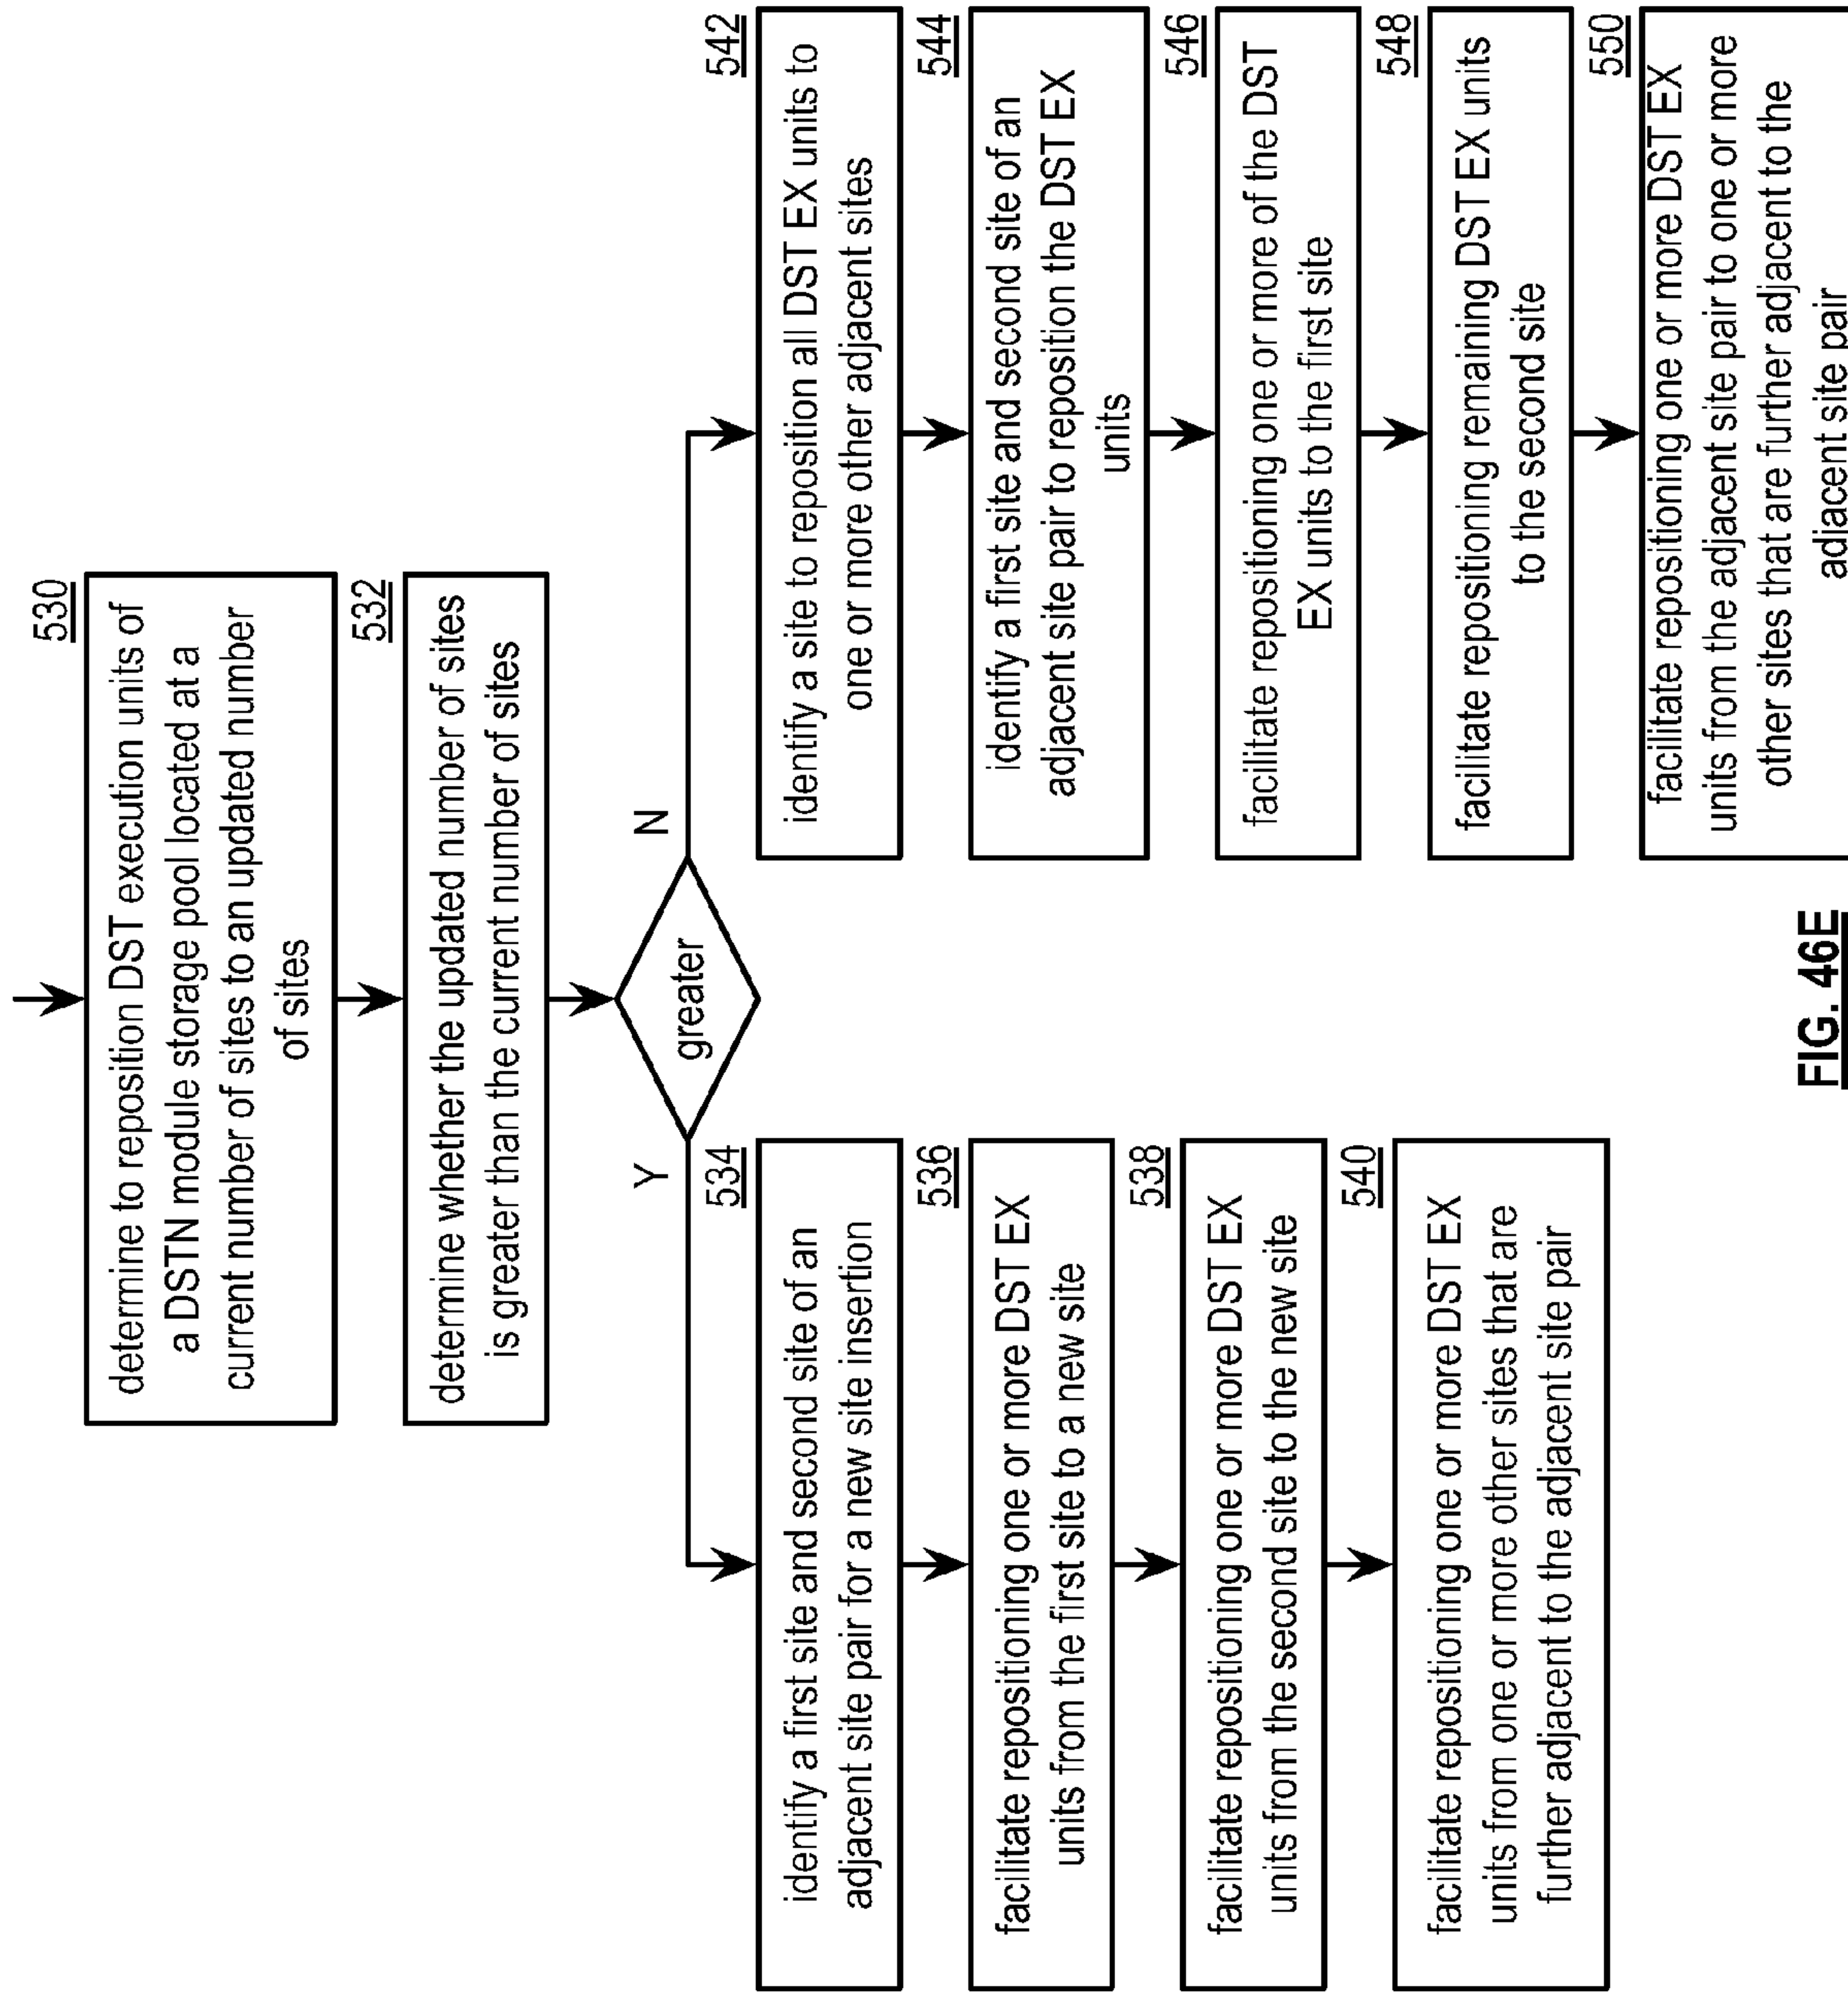 530
determine to reposition DST execution units of
a DSTN module storage pool located at a
current number of sites to an updated number
of sites
532
determine whether the updated number of sites
is greater than the current number of sites
greater
Y
N
534
identify a first site and second site of an
adjacent site pair for a new site insertion
536
facilitate repositioning one or more DST EX
units from the first site to a new site
538
facilitate repositioning one or more DST EX
units from the second site to the new site
540
facilitate repositioning one or more DST EX
units from one or more other sites that are
further adjacent to the adjacent site pair
542
identify a site to reposition all DST EX units to
one or more other adjacent sites
544
identify a first site and second site of an
adjacent site pair to reposition the DST EX
units
546
facilitate repositioning one or more of the DST
EX units to the first site
548
facilitate repositioning remaining DST EX units
to the second site
550
facilitate repositioning one or more DST EX
units from the adjacent site pair to one or more
other sites that are further adjacent to the
adjacent site pair
FIG. 46E